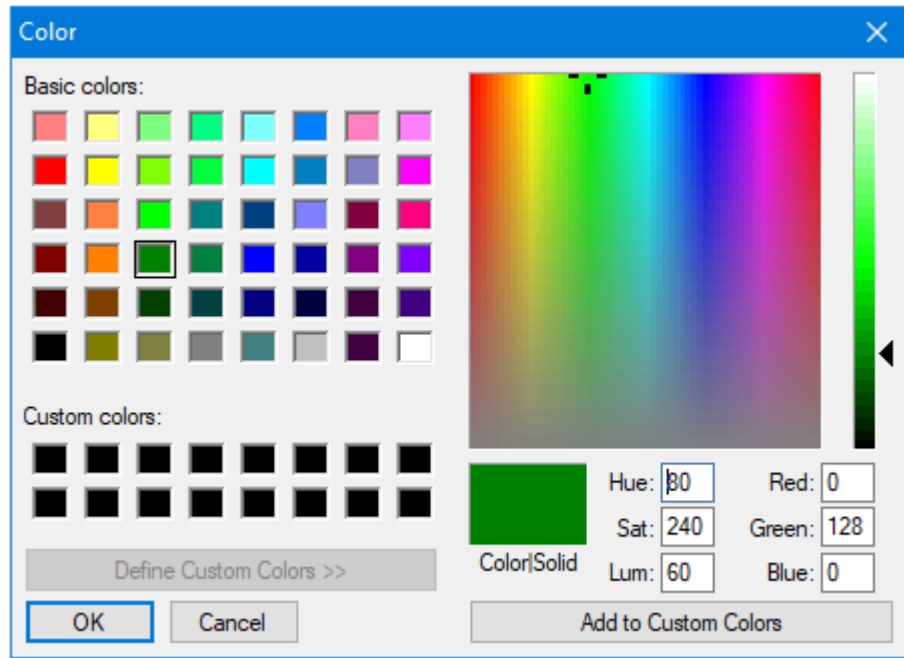 Color
Basic colors:
Custom colors:
Define Custom Colors >>
OK Cancel
Color|Solid
Hue: 80 Red: 0
Sat: 240 Green: 128
Lum: 60 Blue: 0
Add to Custom Colors